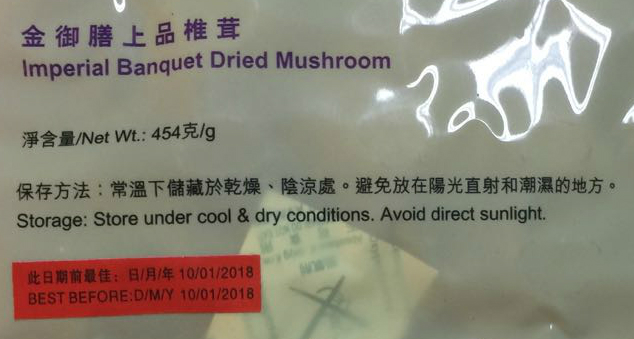 金御膳上品椎茸
Imperial Banquet Dried Mushroom
淨含量/Net Wt.: 454克/g
保存方法：常溫下儲藏於乾燥、陰涼處。避免放在陽光直射和潮濕的地方。
Storage: Store under cool & dry conditions. Avoid direct sunlight.
此日期前最佳：日/月/年 10/01/2018
BEST BEFORE:D/M/Y 10/01/2018